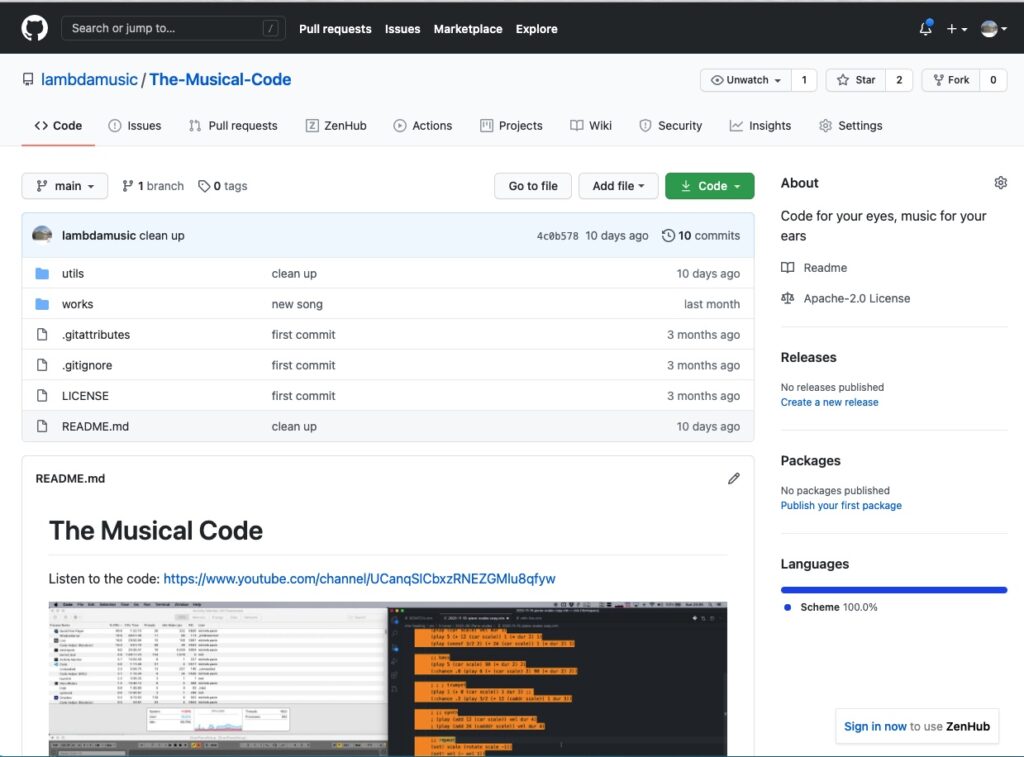 Search or jump to... /
Pull requests Issues Marketplace Explore
lambdamusic / The-Musical-Code
Unwatch 1 Star 2 Fork 0
Code Issues Pull requests ZenHub Actions Projects Wiki Security Insights Settings
main 1 branch 0 tags Go to file Add file Code
lambdamusic clean up 4c0b578 10 days ago 10 commits
utils clean up 10 days ago
works new song last month
.gitattributes first commit 3 months ago
.gitignore first commit 3 months ago
LICENSE first commit 3 months ago
README.md clean up 10 days ago
README.md
The Musical Code
Listen to the code: https://www.youtube.com/channel/UCanqSlCbxzRNEZGMlu8qfyw
About
Code for your eyes, music for your
ears
Readme
Apache-2.0 License
Releases
No releases published
Create a new release
Packages
No packages published
Publish your first package
Languages
Scheme 100.0%
Sign in now to use ZenHub